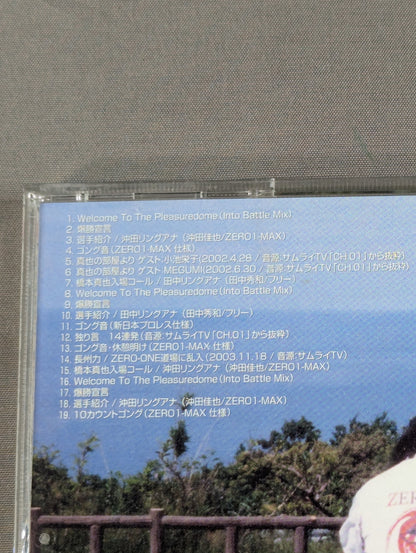 1. Welcome To The Pleasuredome (Into Battle Mix)
2. 爆勝宣言
3. 選手紹介 / 沖田リングアナ (沖田佳也/ZERO1-MAX)
4. ゴング音 (ZERO1-MAX 仕様)
5. 真也の部屋より ゲスト 小池栄子(2002.4.28 / 音源:サムライTV「CH.01」から抜粋)
6. 真也の部屋より ゲスト MEGUMI(2002.6.30 / 音源:サムライTV「CH.01」から抜粋)
7. 橋本真也入場コール / 田中リングアナ (田中秀和/フリー)
8. Welcome To The Pleasuredome (Into Battle Mix)
9. 爆勝宣言
10. 選手紹介 / 田中リングアナ (田中秀和/フリー)
11. ゴング音 (新日本プロレス仕様)
12. 独り言 14連発 (音源:サムライTV「CH.01」から抜粋)
13. ゴング音・休憩明け (ZERO1-MAX 仕様)
14. 長州力 / ZERO-ONE道場に乱入 (2003.11.18 / 音源:サムライTV)
15. 橋本真也入場コール / 沖田リングアナ (沖田佳也/ZERO1-MAX)
16. Welcome To The Pleasuredome (Into Battle Mix)
17. 爆勝宣言
18. 選手紹介 / 沖田リングアナ (沖田佳也/ZERO1-MAX)
19. 10カウントゴング (ZERO1-MAX 仕様)
ZER